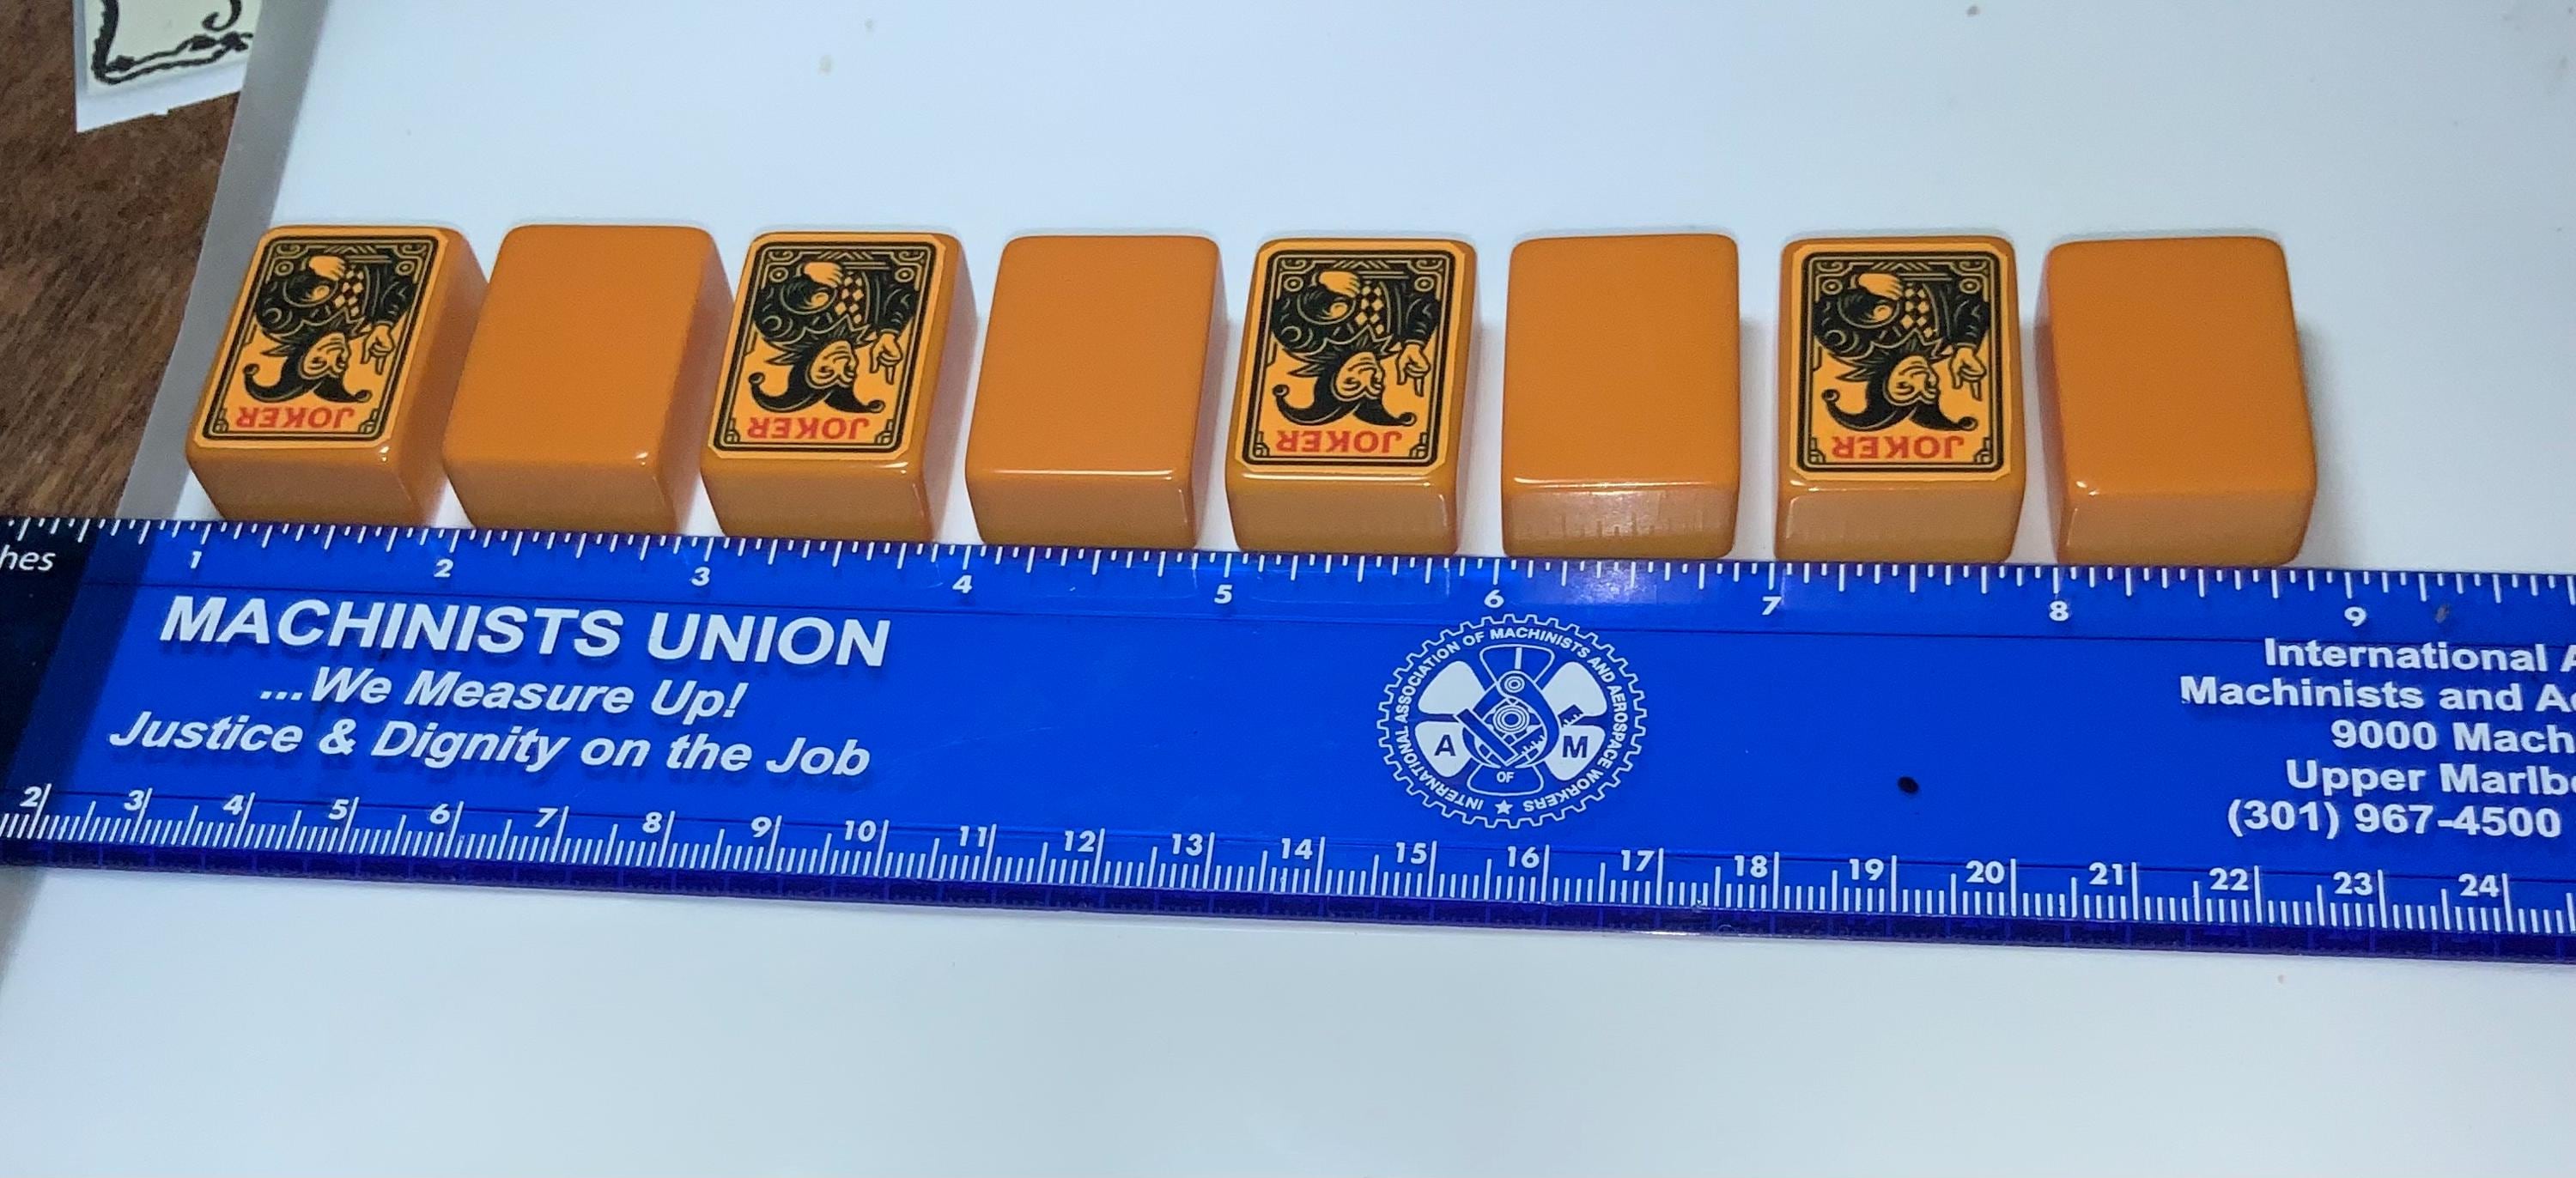 JOKER
JOKER
JOKER
JOKER
hes
1 2 3 4 5 6 7 8 9
MACHINISTS UNION
...We Measure Up!
Justice & Dignity on the Job
INTERNATIONAL ASSOCIATION OF MACHINISTS AND AEROSPACE WORKERS
I
A M
OF
International A
Machinists and Ae
9000 Mach
Upper Marlbo
(301) 967-4500
2 3 4 5 6 7 8 9 10 11 12 13 14 15 16 17 18 19 20 21 22 23 24